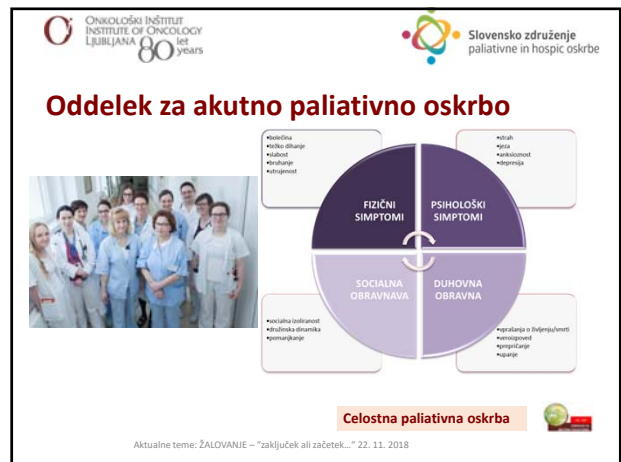 ONKOLOŠKI INŠTITUT
INSTITUTE OF ONCOLOGY
LJUBLJANA
80 let
years
Slovensko združenje
paliativne in hospic oskrbe
Oddelek za akutno paliativno oskrbo
•bolečina
•težko dihanje
•slabost
•bruhanje
•utrujenost
•strah
•jeza
•anksioznost
•depresija
FIZIČNI
SIMPTOMI
PSIHOLOŠKI
SIMPTOMI
SOCIALNA
OBRAVNAVA
DUHOVNA
OBRAVNA
•socialna izoliranost
•družinska dinamika
•pomanjkanje
•vprašanja o življenju/smrti
•veroizpoved
•prepričanje
•upanje
Celostna paliativna oskrba
Aktualne teme: ŽALOVANJE – "zaključek ali začetek…" 22. 11. 2018